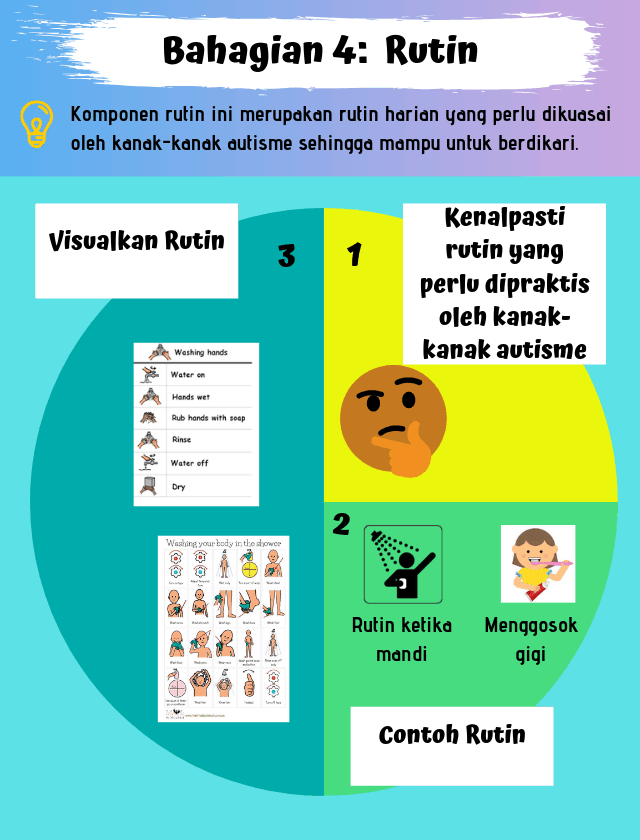 Bahagian 4: Rutin
Komponen rutin ini merupakan rutin harian yang perlu dikuasai
oleh kanak-kanak autisme sehingga mampu untuk berdikari.
Kenalpasti
rutin yang
perlu dipraktis
oleh kanak-
kanak autisme
1
2
Rutin ketika
mandi
Menggosok
gigi
Contoh Rutin
Visualkan Rutin
3
Washing hands
Water on
Hands wet
Rub hands with soap
Rinse
Water off
Dry
Washing your body in the shower